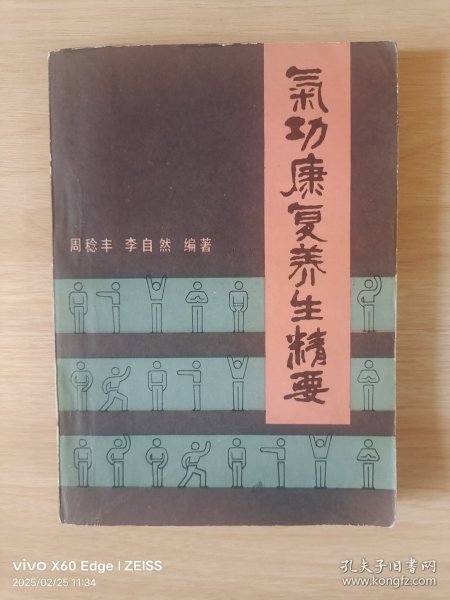 氣功康复养生精要
周稔丰 李自然 编著
vivo X60 Edge | ZEISS
2025/02/25 11:34
孔夫子旧书网
www.kongfz.com